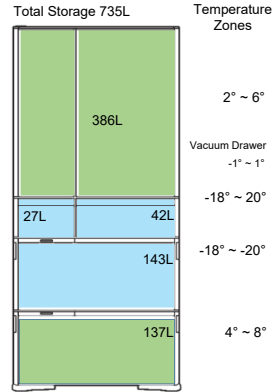 Total Storage 735L
Temperature
Zones
2° ~ 6°
386L
Vacuum Drawer
-1° ~ 1°
-18° ~ 20°
27L
42L
143L
-18° ~ -20°
137L
4° ~ 8°